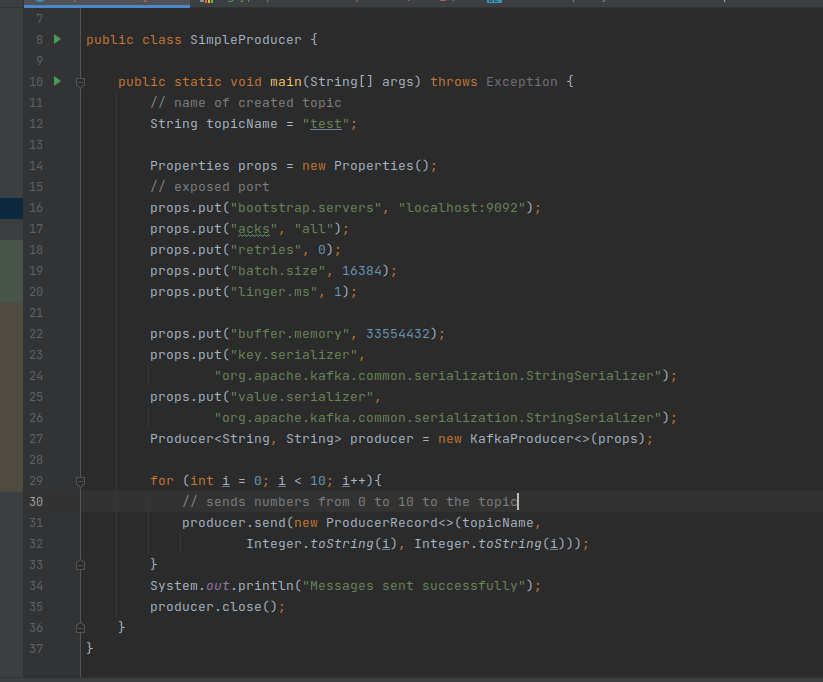 7
8 public class SimpleProducer {
9
10 public static void main(String[] args) throws Exception {
11 // name of created topic
12 String topicName = "test";
13
14 Properties props = new Properties();
15 // exposed port
16 props.put("bootstrap.servers", "localhost:9092");
17 props.put("acks", "all");
18 props.put("retries", 0);
19 props.put("batch.size", 16384);
20 props.put("linger.ms", 1);
21
22 props.put("buffer.memory", 33554432);
23 props.put("key.serializer",
24 "org.apache.kafka.common.serialization.StringSerializer");
25 props.put("value.serializer",
26 "org.apache.kafka.common.serialization.StringSerializer");
27 Producer<String, String> producer = new KafkaProducer<>(props);
28
29 for (int i = 0; i < 10; i++){
30 // sends numbers from 0 to 10 to the topic
31 producer.send(new ProducerRecord<>(topicName,
32 Integer.toString(i), Integer.toString(i)));
33 }
34 System.out.println("Messages sent successfully");
35 producer.close();
36 }
37 }